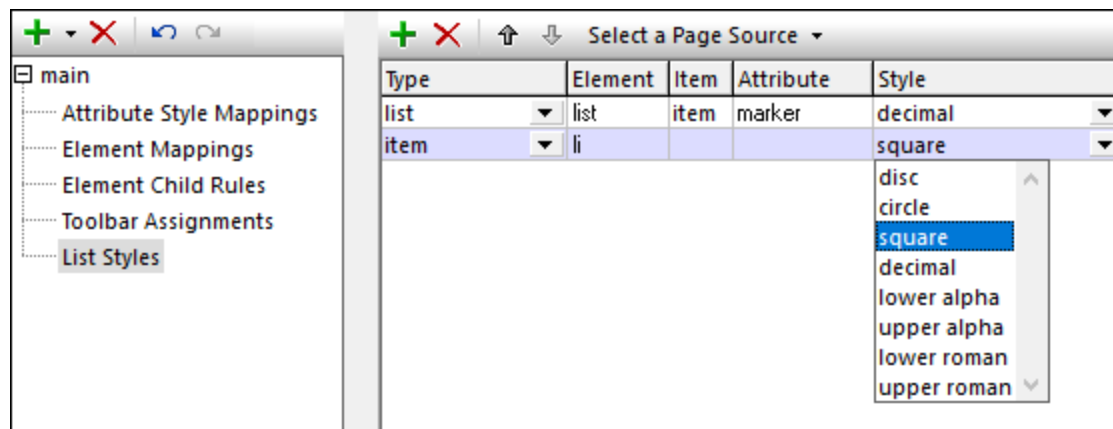 Select a Page Source
main
Attribute Style Mappings
Element Mappings
Element Child Rules
Toolbar Assignments
List Styles
Type Element Item Attribute Style
list list item marker decimal
item li square
disc
circle
square
decimal
lower alpha
upper alpha
lower roman
upper roman